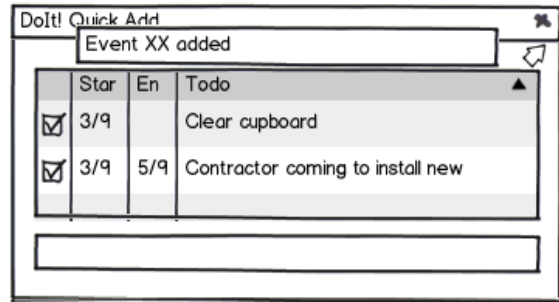 DoIt! Quick Add
Event XX added
Star En Todo
3/9 Clear cupboard
3/9 5/9 Contractor coming to install new